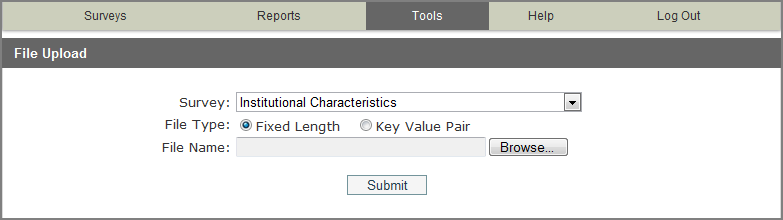 Surveys Reports Tools Help Log Out
File Upload
Survey: Institutional Characteristics
File Type: Fixed Length Key Value Pair
File Name: Browse...
Submit